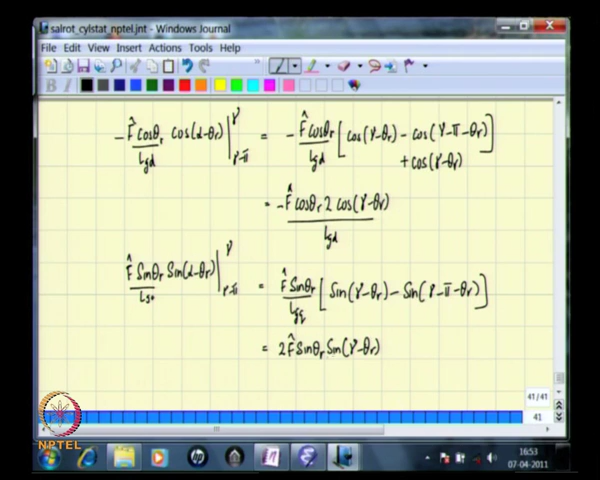 salrot_cylstat_nptel.jnt - Windows Journal
File Edit View Insert Actions Tools Help
B I
-F̂ cosθr/lgd cos(α-θr)|γ γ-π = -F̂ cosθr/lgd [cos(γ-θr) - cos(γ-π-θr)]
+ cos(γ-θr)
= -F̂ cosθr 2 cos(γ-θr)/lgd
F̂ Sinθr Sin(α-θr)|γ γ-π = F̂ Sinθr/lgq [Sin(γ-θr) - Sin(γ-π-θr)]
= 2F̂ Sinθr Sin(γ-θr)
41/41
41
NPTEL
16:53
07-04-2011